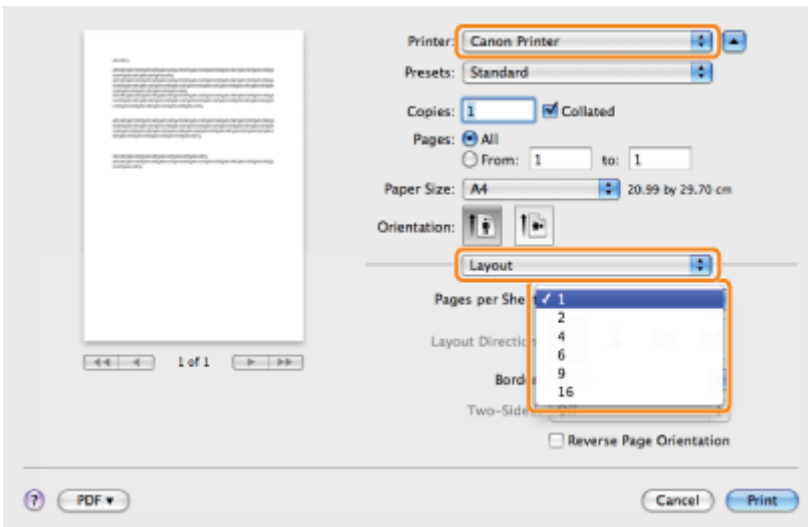 Printer: Canon Printer
Presets: Standard
Copies: 1 Collated
Pages: All
From: 1 to: 1
Paper Size: A4 20.99 by 29.70 cm
Orientation:
Layout
Pages per She 1
2
Layout Directio 4
6
Borde 9
16
Two-Sided:
Reverse Page Orientation
1 of 1
? PDF Cancel Print